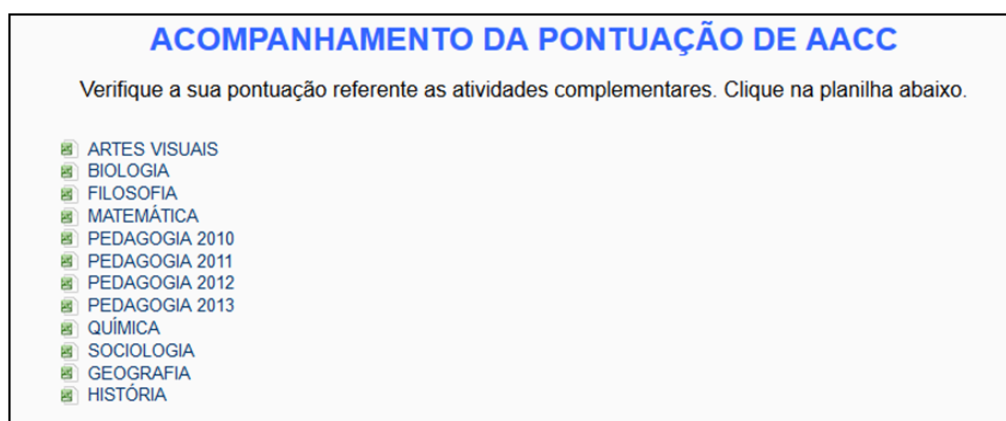 ACOMPANHAMENTO DA PONTUAÇÃO DE AACC
Verifique a sua pontuação referente as atividades complementares. Clique na planilha abaixo.
ARTES VISUAIS
BIOLOGIA
FILOSOFIA
MATEMÁTICA
PEDAGOGIA 2010
PEDAGOGIA 2011
PEDAGOGIA 2012
PEDAGOGIA 2013
QUÍMICA
SOCIOLOGIA
GEOGRAFIA
HISTÓRIA